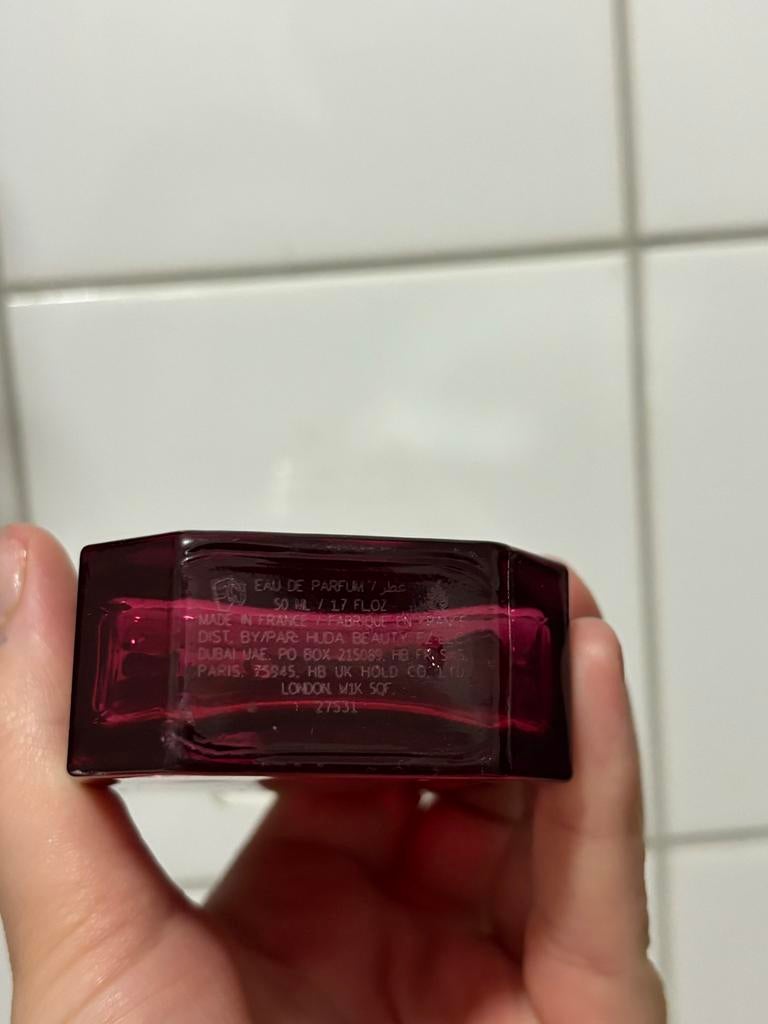 EAU DE PARFUM / عطر
50 ML / 1.7 FL.OZ
MADE IN FRANCE / FABRIQUÉ EN FRANCE
DIST. BY/PAR: HUDA BEAUTY
DUBAI UAE, PO BOX 215089, HB FR SAS,
PARIS, 75945, HB UK HOLD CO. LTD,
LONDON, W1K 5QF.
27531